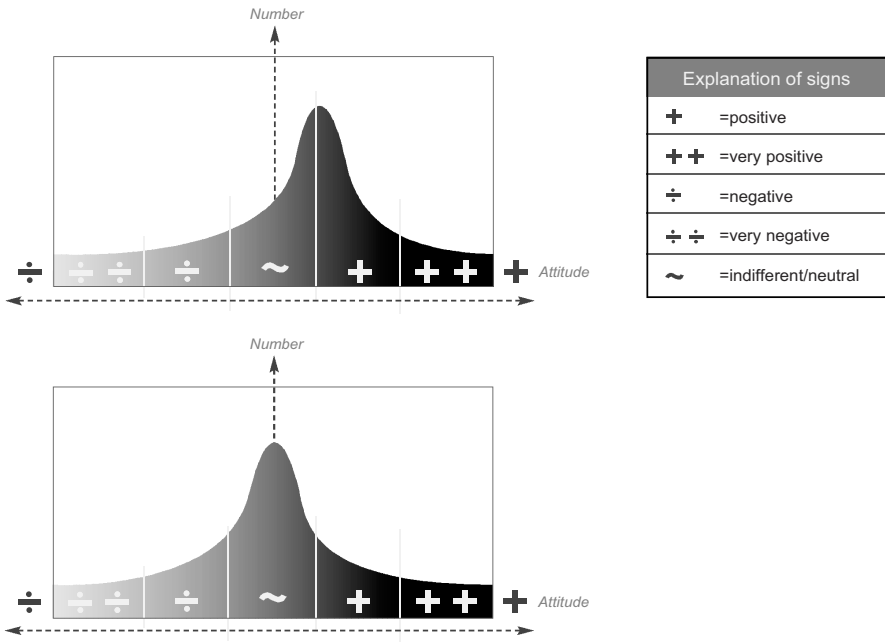 Number
÷ ÷ ÷ ÷ ~ + + + + Attitude
Number
÷ ÷ ÷ ÷ ~ + + + + Attitude
Explanation of signs
+ =positive
+ + =very positive
÷ =negative
÷ ÷ =very negative
~ =indifferent/neutral